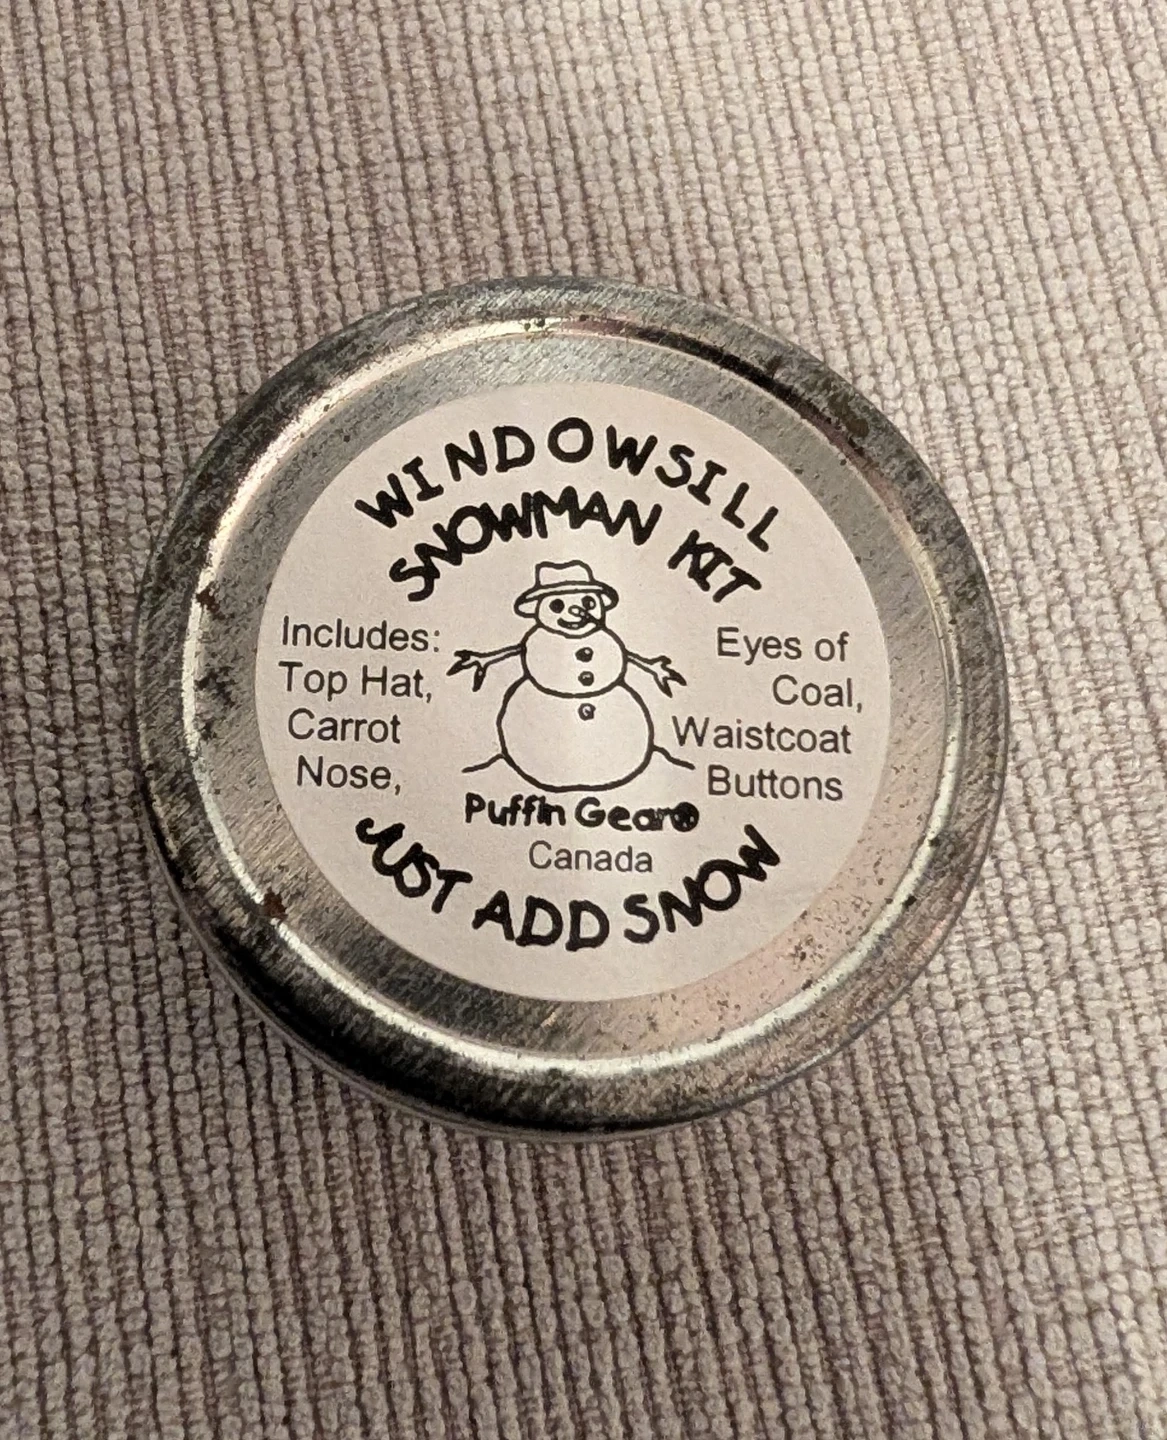 WINDOWSILL
SNOWMAN KIT
Includes:
Top Hat,
Carrot
Nose,
Eyes of
Coal,
Waistcoat
Buttons
Puffin Gear®
Canada
JUST ADD SNOW